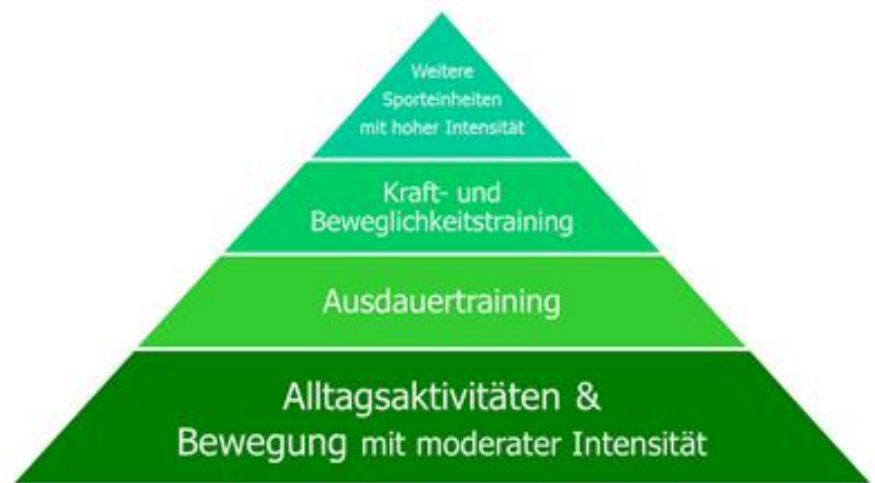 Weitere
Sporteinheiten
mit hoher Intensität
Kraft- und
Beweglichkeitstraining
Ausdauertraining
Alltagsaktivitäten &
Bewegung mit moderater Intensität